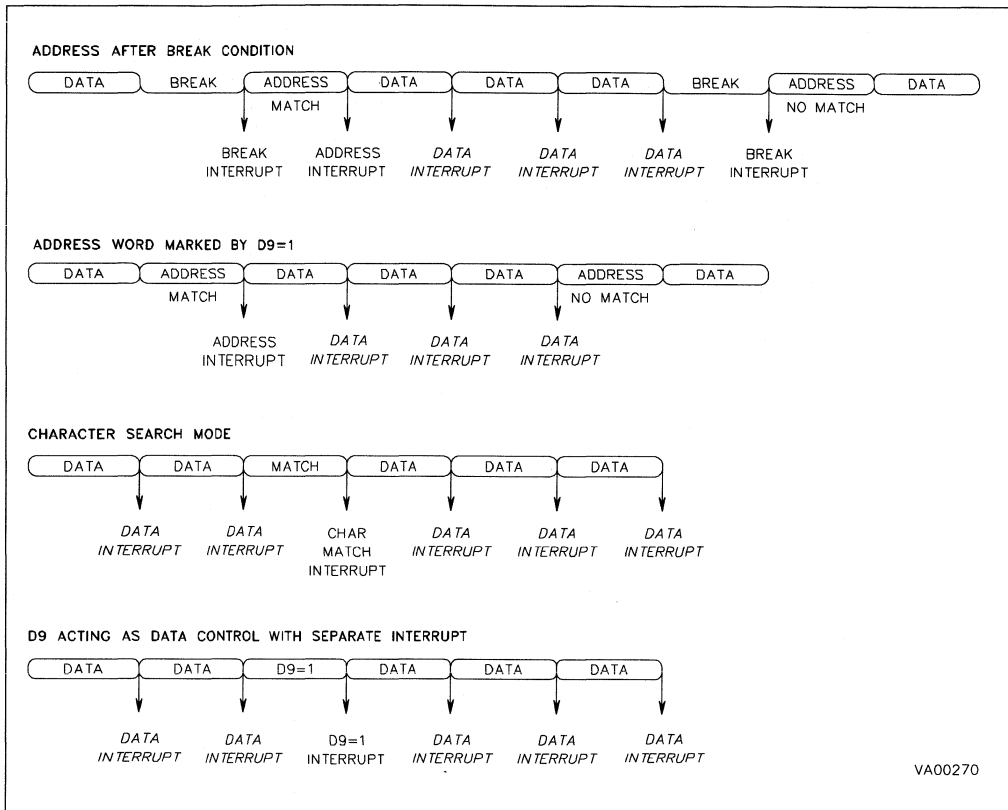 ADDRESS AFTER BREAK CONDITION
DATA BREAK ADDRESS DATA DATA DATA BREAK ADDRESS DATA
MATCH NO MATCH
BREAK ADDRESS DATA DATA DATA BREAK
INTERRUPT INTERRUPT INTERRUPT INTERRUPT INTERRUPT INTERRUPT
ADDRESS WORD MARKED BY D9=1
DATA ADDRESS DATA DATA DATA ADDRESS DATA
MATCH NO MATCH
ADDRESS DATA DATA DATA
INTERRUPT INTERRUPT INTERRUPT INTERRUPT
CHARACTER SEARCH MODE
DATA DATA MATCH DATA DATA DATA
DATA DATA CHAR DATA DATA DATA
INTERRUPT INTERRUPT MATCH INTERRUPT INTERRUPT INTERRUPT
INTERRUPT
D9 ACTING AS DATA CONTROL WITH SEPARATE INTERRUPT
DATA DATA D9=1 DATA DATA DATA
DATA DATA D9=1 DATA DATA DATA
INTERRUPT INTERRUPT INTERRUPT INTERRUPT INTERRUPT INTERRUPT
VA00270